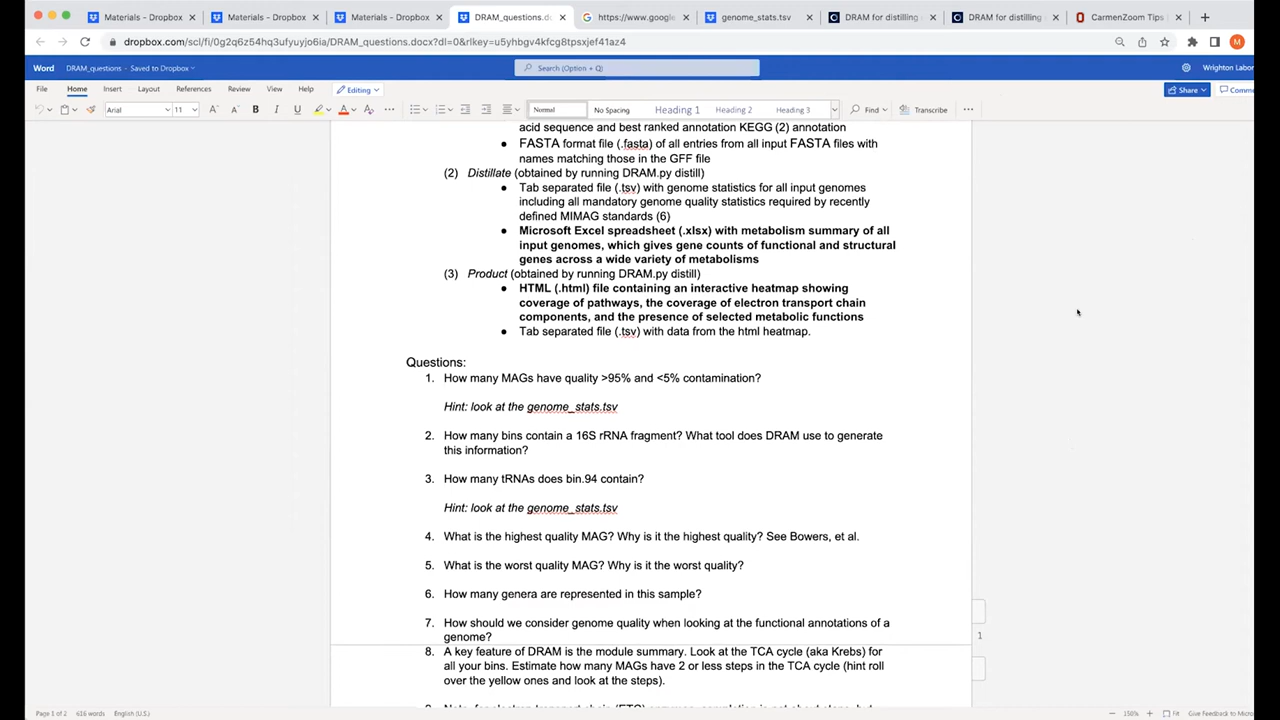 Materials - Dropbox
Materials - Dropbox
Materials - Dropbox
DRAM_questions.do
https://www.google
genome_stats.tsv
DRAM for distilling
DRAM for distilling
CarmenZoom Tips
dropbox.com/scl/fi/0g2q6z54hq3ufyuyjo6ia/DRAM_questions.docx?dl=0&rlkey=u5yhbgv4kfcg8tpsxjef41az4
M
Word DRAM_questions - Saved to Dropbox
Search (Option + Q)
Wrighton Labor
File Home Insert Layout References Review View Help Editing
Share Comme
Arial 11 A A B I U A Normal No Spacing Heading 1 Heading 2 Heading 3 Find Transcribe
acid sequence and best ranked annotation KEGG (2) annotation
• FASTA format file (.fasta) of all entries from all input FASTA files with
names matching those in the GFF file
(2) Distillate (obtained by running DRAM.py distill)
• Tab separated file (.tsv) with genome statistics for all input genomes
including all mandatory genome quality statistics required by recently
defined MIMAG standards (6)
• Microsoft Excel spreadsheet (.xlsx) with metabolism summary of all
input genomes, which gives gene counts of functional and structural
genes across a wide variety of metabolisms
(3) Product (obtained by running DRAM.py distill)
• HTML (.html) file containing an interactive heatmap showing
coverage of pathways, the coverage of electron transport chain
components, and the presence of selected metabolic functions
• Tab separated file (.tsv) with data from the html heatmap.
Questions:
1. How many MAGs have quality >95% and <5% contamination?
Hint: look at the genome_stats.tsv
2. How many bins contain a 16S rRNA fragment? What tool does DRAM use to generate
this information?
3. How many tRNAs does bin.94 contain?
Hint: look at the genome_stats.tsv
4. What is the highest quality MAG? Why is it the highest quality? See Bowers, et al.
5. What is the worst quality MAG? Why is it the worst quality?
6. How many genera are represented in this sample?
7. How should we consider genome quality when looking at the functional annotations of a
genome?
1
8. A key feature of DRAM is the module summary. Look at the TCA cycle (aka Krebs) for
all your bins. Estimate how many MAGs have 2 or less steps in the TCA cycle (hint roll
over the yellow ones and look at the steps).
Page 1 of 2 616 words English (U.S.)
150% Fit Give Feedback to Micro